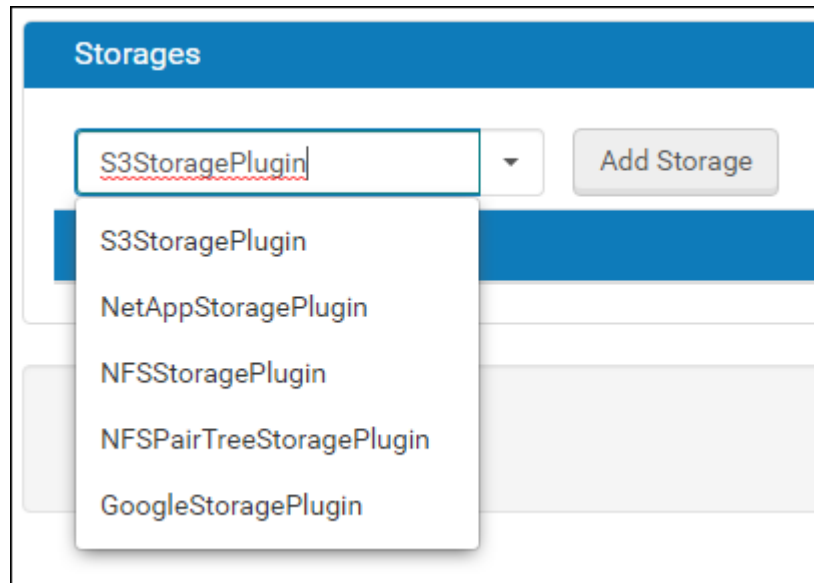 Storages
S3StoragePlugin
Add Storage
S3StoragePlugin
NetAppStoragePlugin
NFSStoragePlugin
NFSPairTreeStoragePlugin
GoogleStoragePlugin